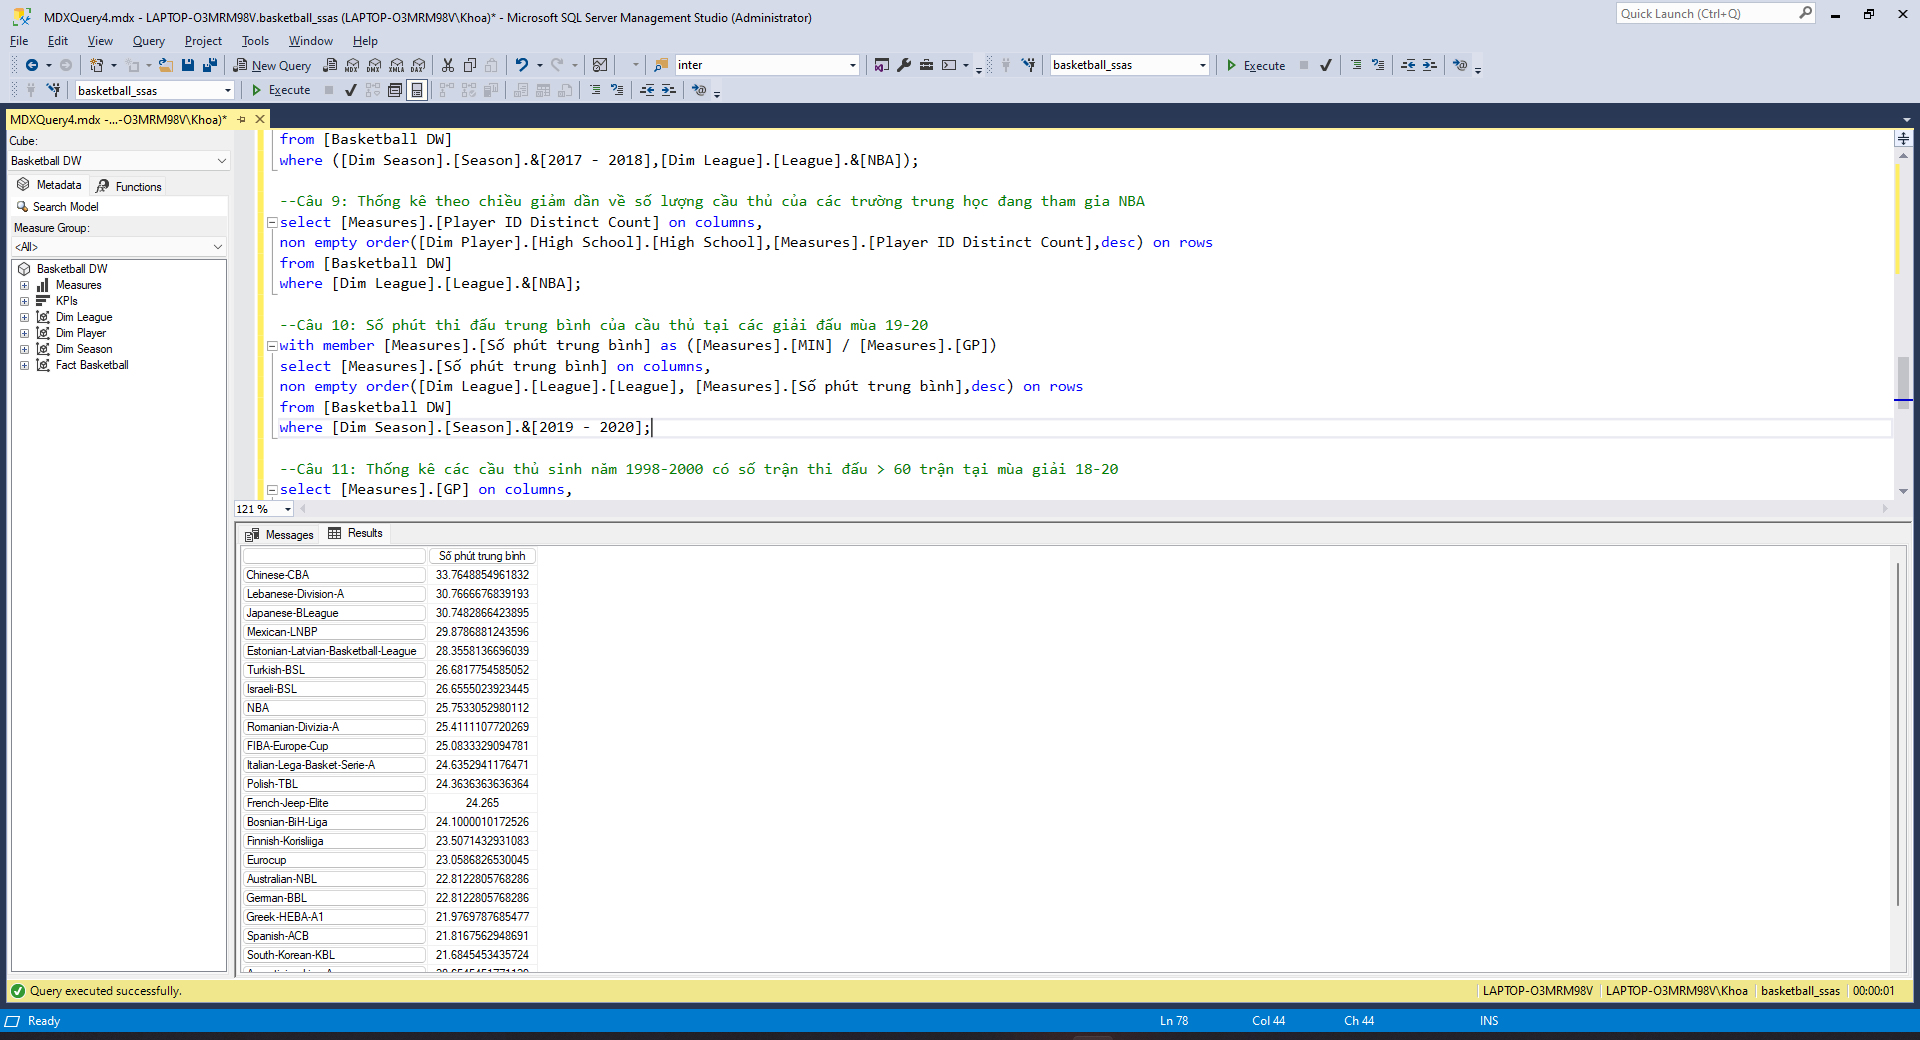 MDXQuery4.mdx - LAPTOP-O3MRM98V.basketball_ssas (LAPTOP-O3MRM98V\Khoa)* - Microsoft SQL Server Management Studio (Administrator)
Quick Launch (Ctrl+Q)
File Edit View Query Project Tools Window Help
New Query MDX DMX XMLA DAX inter basketball_ssas Execute
basketball_ssas Execute
MDXQuery4.mdx -...-O3MRM98V\Khoa)*
Cube:
Basketball DW
Metadata Functions
Search Model
Measure Group:
<All>
Basketball DW
Measures
KPIs
Dim League
Dim Player
Dim Season
Fact Basketball
from [Basketball DW]
where ([Dim Season].[Season].&[2017 - 2018],[Dim League].[League].&[NBA]);
--Câu 9: Thống kê theo chiều giảm dần về số lượng cầu thủ của các trường trung học đang tham gia NBA
select [Measures].[Player ID Distinct Count] on columns,
non empty order([Dim Player].[High School].[High School],[Measures].[Player ID Distinct Count],desc) on rows
from [Basketball DW]
where [Dim League].[League].&[NBA];
--Câu 10: Số phút thi đấu trung bình của cầu thủ tại các giải đấu mùa 19-20
with member [Measures].[Số phút trung bình] as ([Measures].[MIN] / [Measures].[GP])
select [Measures].[Số phút trung bình] on columns,
non empty order([Dim League].[League].[League], [Measures].[Số phút trung bình],desc) on rows
from [Basketball DW]
where [Dim Season].[Season].&[2019 - 2020];
--Câu 11: Thống kê các cầu thủ sinh năm 1998-2000 có số trận thi đấu > 60 trận tại mùa giải 18-20
select [Measures].[GP] on columns,
121 %
Messages Results
Số phút trung bình
Chinese-CBA 33.7648854961832
Lebanese-Division-A 30.7666676839193
Japanese-BLeague 30.7482866423895
Mexican-LNBP 29.8786881243596
Estonian-Latvian-Basketball-League 28.3558136696039
Turkish-BSL 26.6817754585052
Israeli-BSL 26.6555023923445
NBA 25.7533052980112
Romanian-Divizia-A 25.4111107720269
FIBA-Europe-Cup 25.0833329094781
Italian-Lega-Basket-Serie-A 24.6352941176471
Polish-TBL 24.3636363636364
French-Jeep-Elite 24.265
Bosnian-BiH-Liga 24.1000010172526
Finnish-Korisliiga 23.5071432931083
Eurocup 23.0586826530045
Australian-NBL 22.8122805768286
German-BBL 22.8122805768286
Greek-HEBA-A1 21.9769787685477
Spanish-ACB 21.8167562948691
South-Korean-KBL 21.6845453435724
Query executed successfully. LAPTOP-O3MRM98V LAPTOP-O3MRM98V\Khoa basketball_ssas 00:00:01
Ready Ln 78 Col 44 Ch 44 INS